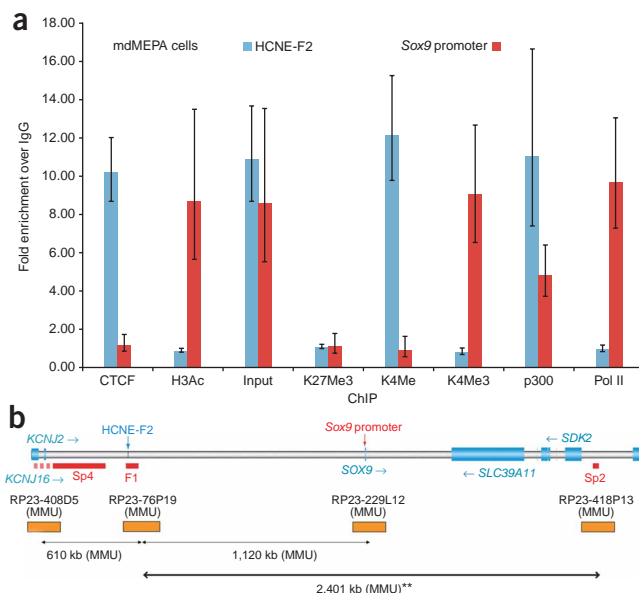 a
mdMEPA cells HCNE-F2 Sox9 promoter
Fold enrichment over IgG
18.00
16.00
14.00
12.00
10.00
8.00
6.00
4.00
2.00
0.00
CTCF H3Ac Input K27Me3 K4Me K4Me3 p300 Pol II
ChIP
b
KCNJ2 → HCNE-F2 Sox9 promoter ← SDK2
KCNJ16 → Sp4 F1 SOX9 → ← SLC39A11 Sp2
RP23-408D5 RP23-76P19 RP23-229L12 RP23-418P13
(MMU) (MMU) (MMU) (MMU)
610 kb (MMU) 1,120 kb (MMU)
2,401 kb (MMU)**